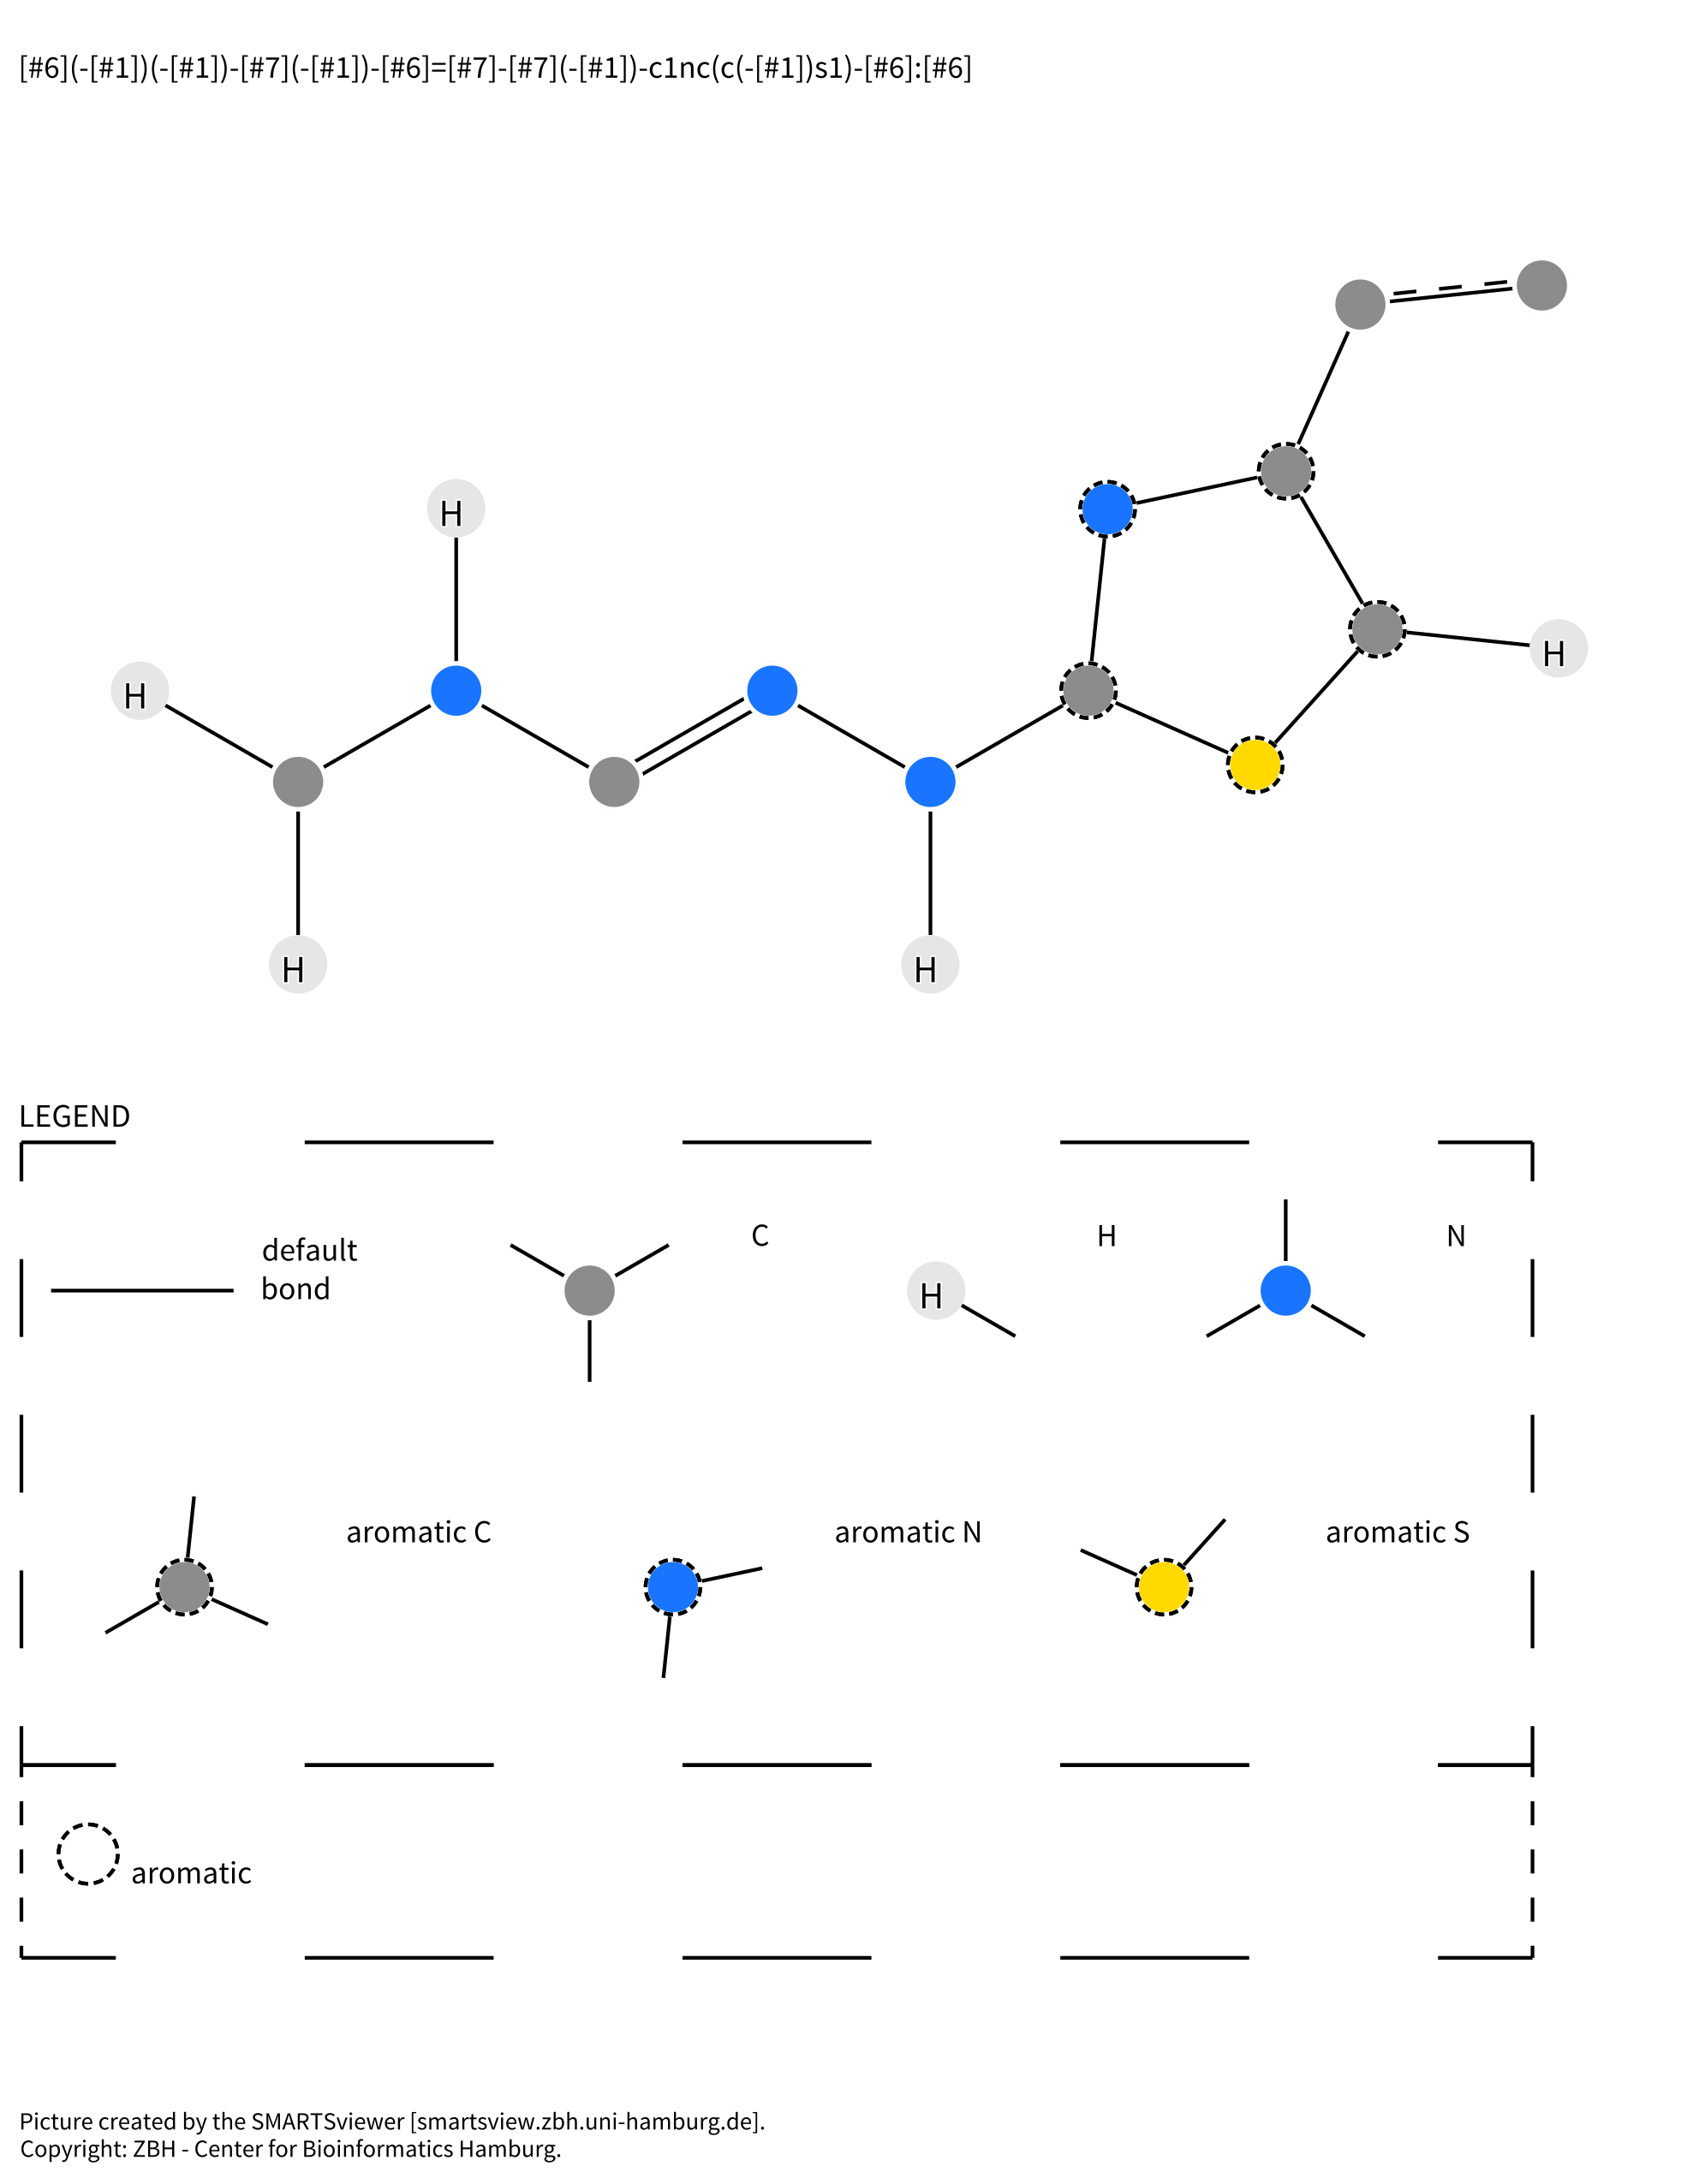 [#6](-[#1])(-[#1])-[#7](-[#1])-[#6]=[#7]-[#7](-[#1])-c1nc(c(-[#1])s1)-[#6]:[#6]
H
H
H
H
H
LEGEND
default
bond
C
H
H
N
aromatic C
aromatic N
aromatic S
aromatic
Picture created by the SMARTSviewer [smartsview.zbh.uni-hamburg.de].
Copyright: ZBH - Center for Bioinformatics Hamburg.